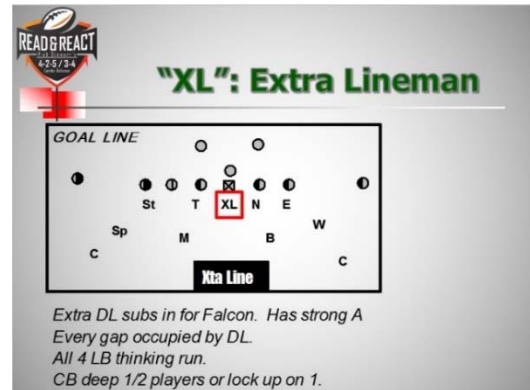 READ & REACT
4-2-5 / 3-4
"XL": Extra Lineman
GOAL LINE
St T XL N E
Sp M B W
C C
Xta Line
Extra DL subs in for Falcon. Has strong A
Every gap occupied by DL.
All 4 LB thinking run.
CB deep 1/2 players or lock up on 1.